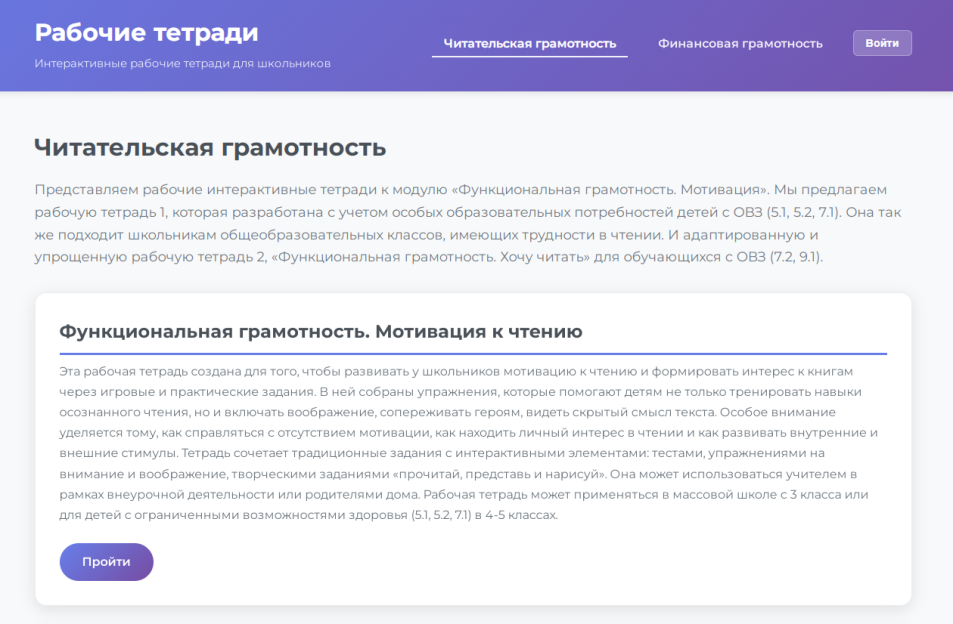 Рабочие тетради
Интерактивные рабочие тетради для школьников
Читательская грамотность
Финансовая грамотность
Войти
Читательская грамотность
Представляем рабочие интерактивные тетради к модулю «Функциональная грамотность. Мотивация». Мы предлагаем
рабочую тетрадь 1, которая разработана с учетом особых образовательных потребностей детей с ОВЗ (5.1, 5.2, 7.1). Она так
же подходит школьникам общеобразовательных классов, имеющих трудности в чтении. И адаптированную и
упрощенную рабочую тетрадь 2, «Функциональная грамотность. Хочу читать» для обучающихся с ОВЗ (7.2, 9.1).
Функциональная грамотность. Мотивация к чтению
Эта рабочая тетрадь создана для того, чтобы развивать у школьников мотивацию к чтению и формировать интерес к книгам
через игровые и практические задания. В ней собраны упражнения, которые помогают детям не только тренировать навыки
осознанного чтения, но и включать воображение, сопереживать героям, видеть скрытый смысл текста. Особое внимание
уделяется тому, как справляться с отсутствием мотивации, как находить личный интерес в чтении и как развивать внутренние и
внешние стимулы. Тетрадь сочетает традиционные задания с интерактивными элементами: тестами, упражнениями на
внимание и воображение, творческими заданиями «прочитай, представь и нарисуй». Она может использоваться учителем в
рамках внеурочной деятельности или родителями дома. Рабочая тетрадь может применяться в массовой школе с 3 класса или
для детей с ограниченными возможностями здоровья (5.1, 5.2, 7.1) в 4-5 классах.
Пройти